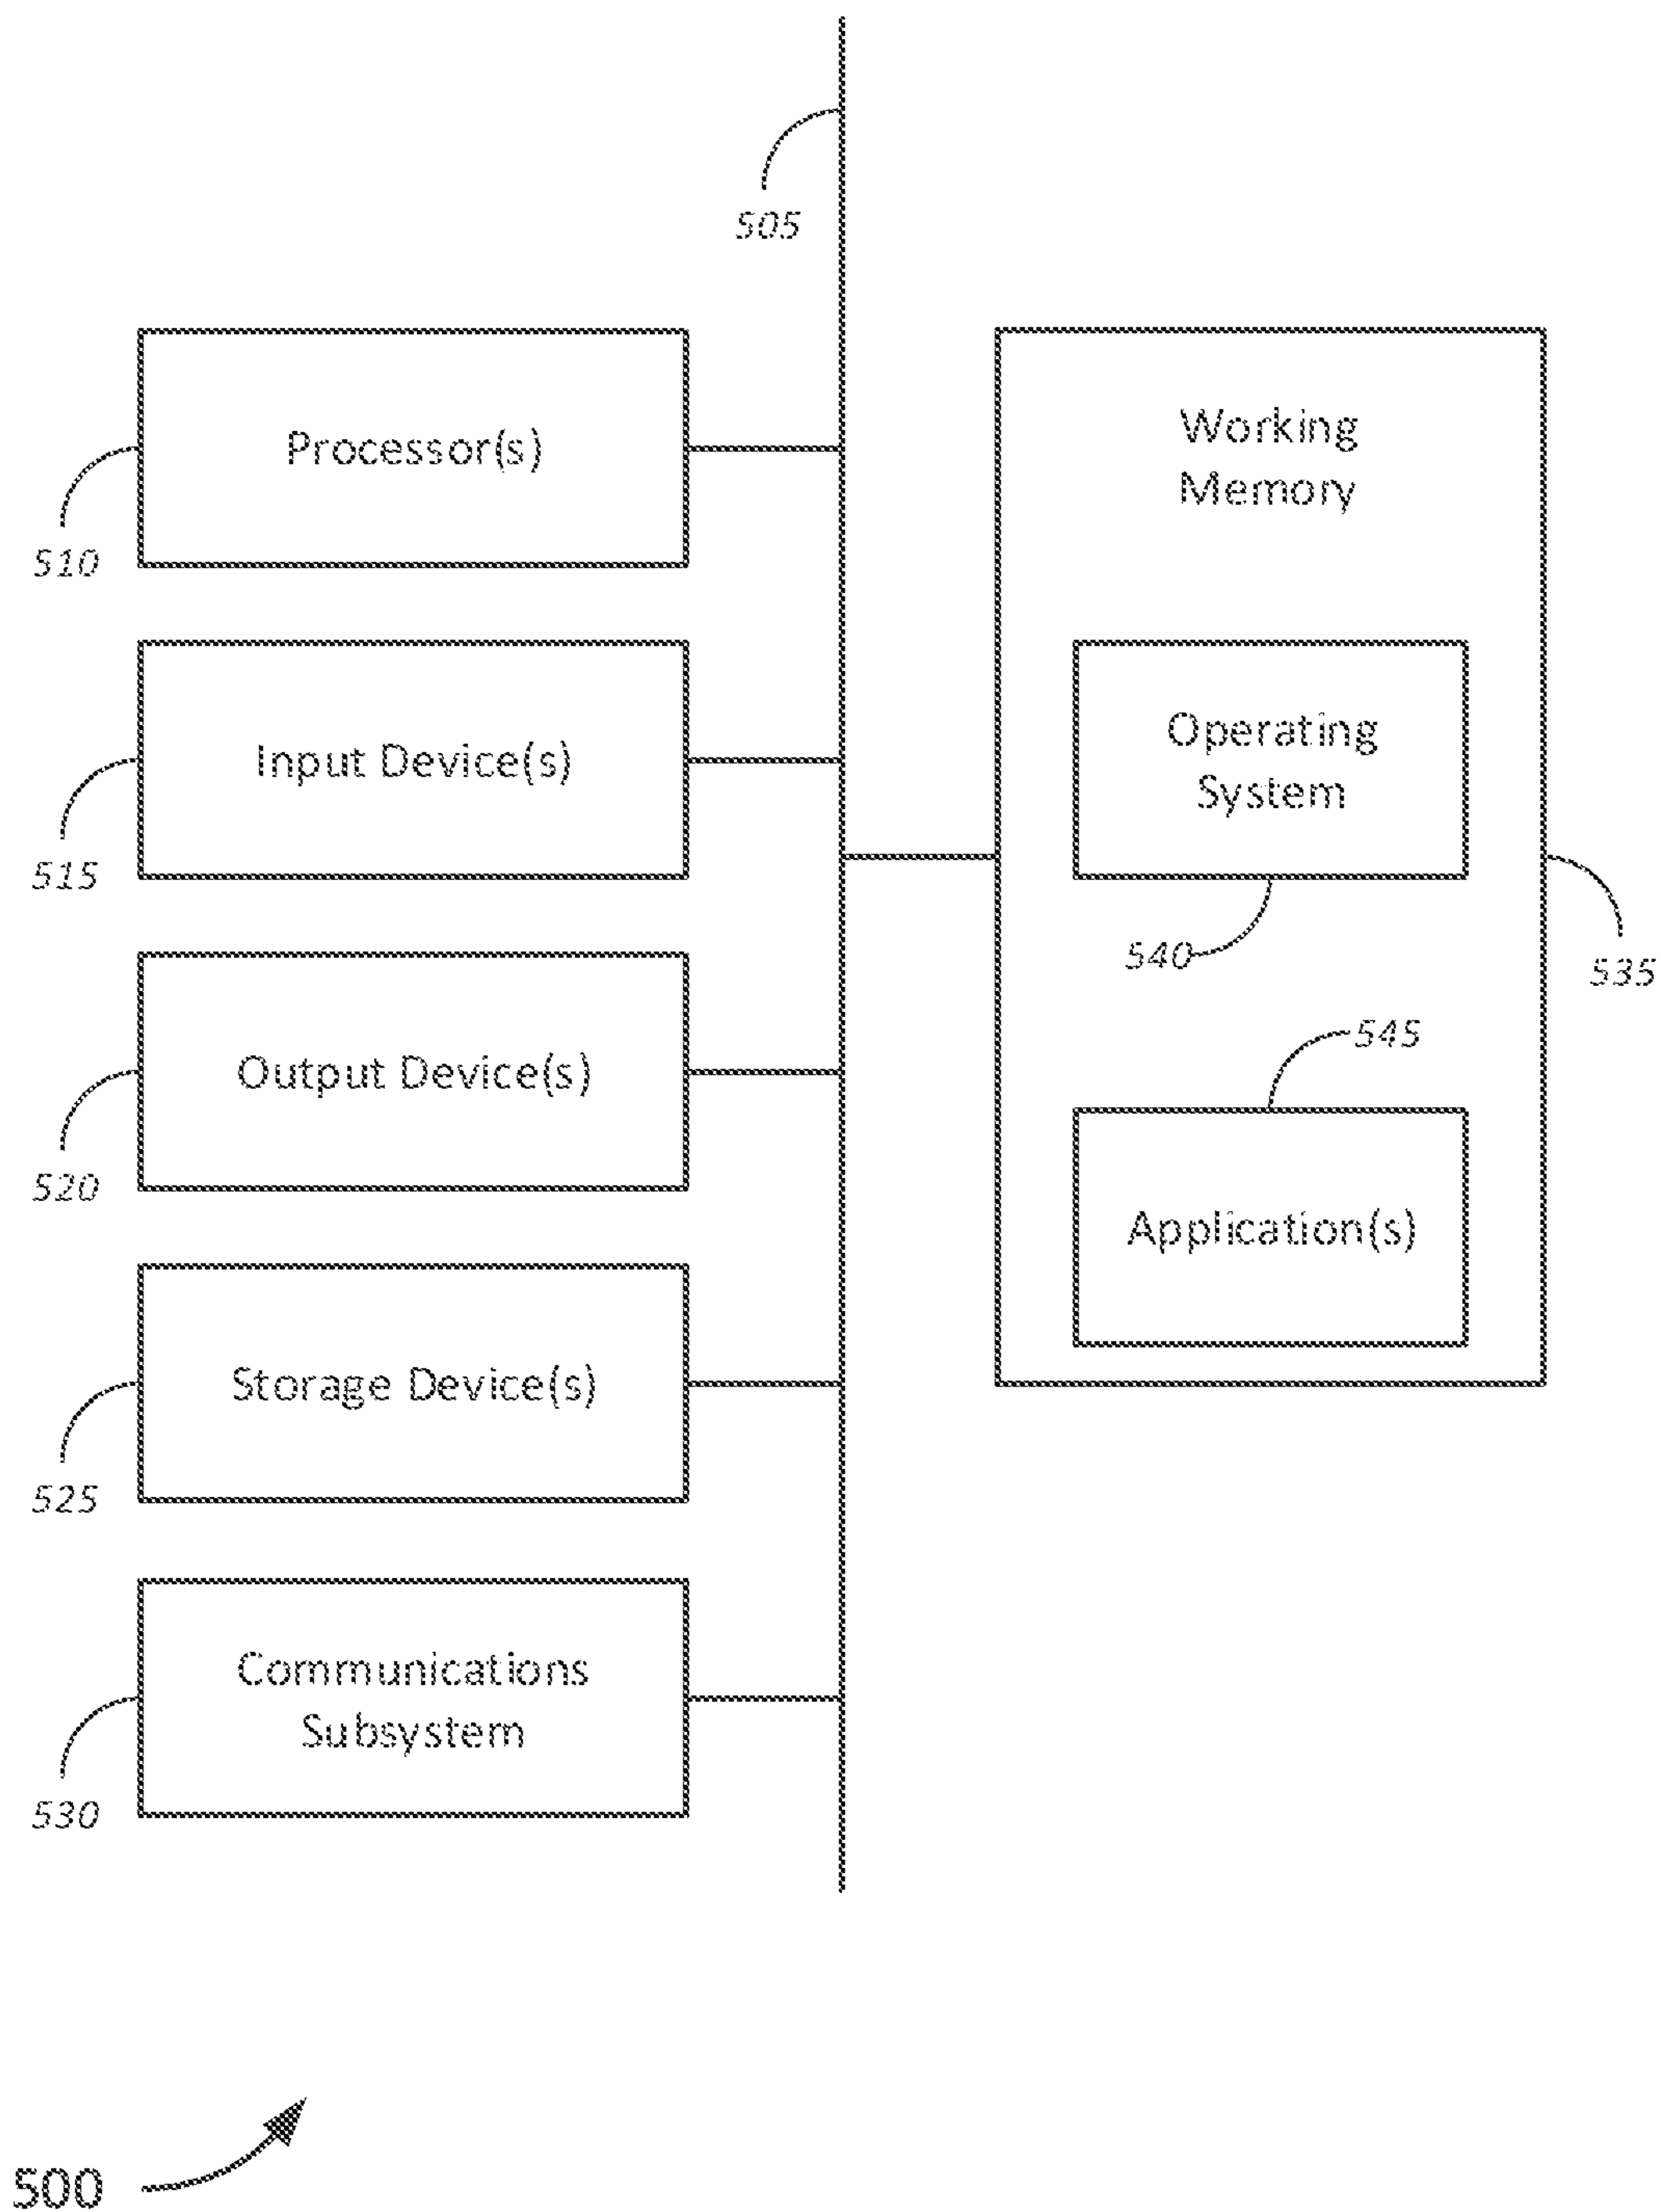 505
Processor(s)
510
Input Device(s)
515
Output Device(s)
520
Storage Device(s)
525
Communications
Subsystem
530
Working
Memory
Operating
System
540
535
545
Application(s)
500